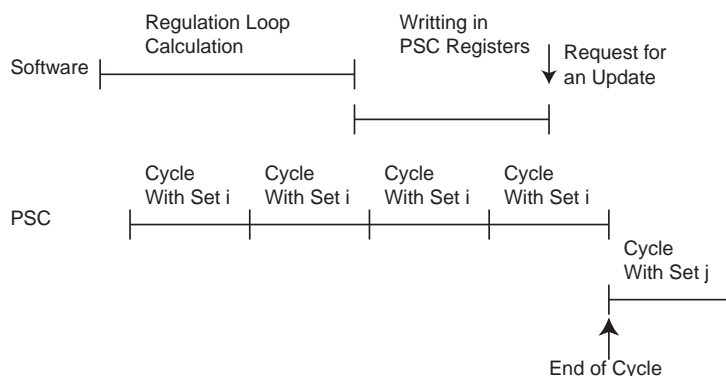 Regulation Loop
Calculation
Writting in
PSC Registers
Request for
an Update
Software
Cycle
With Set i
Cycle
With Set i
Cycle
With Set i
Cycle
With Set i
PSC
Cycle
With Set j
End of Cycle